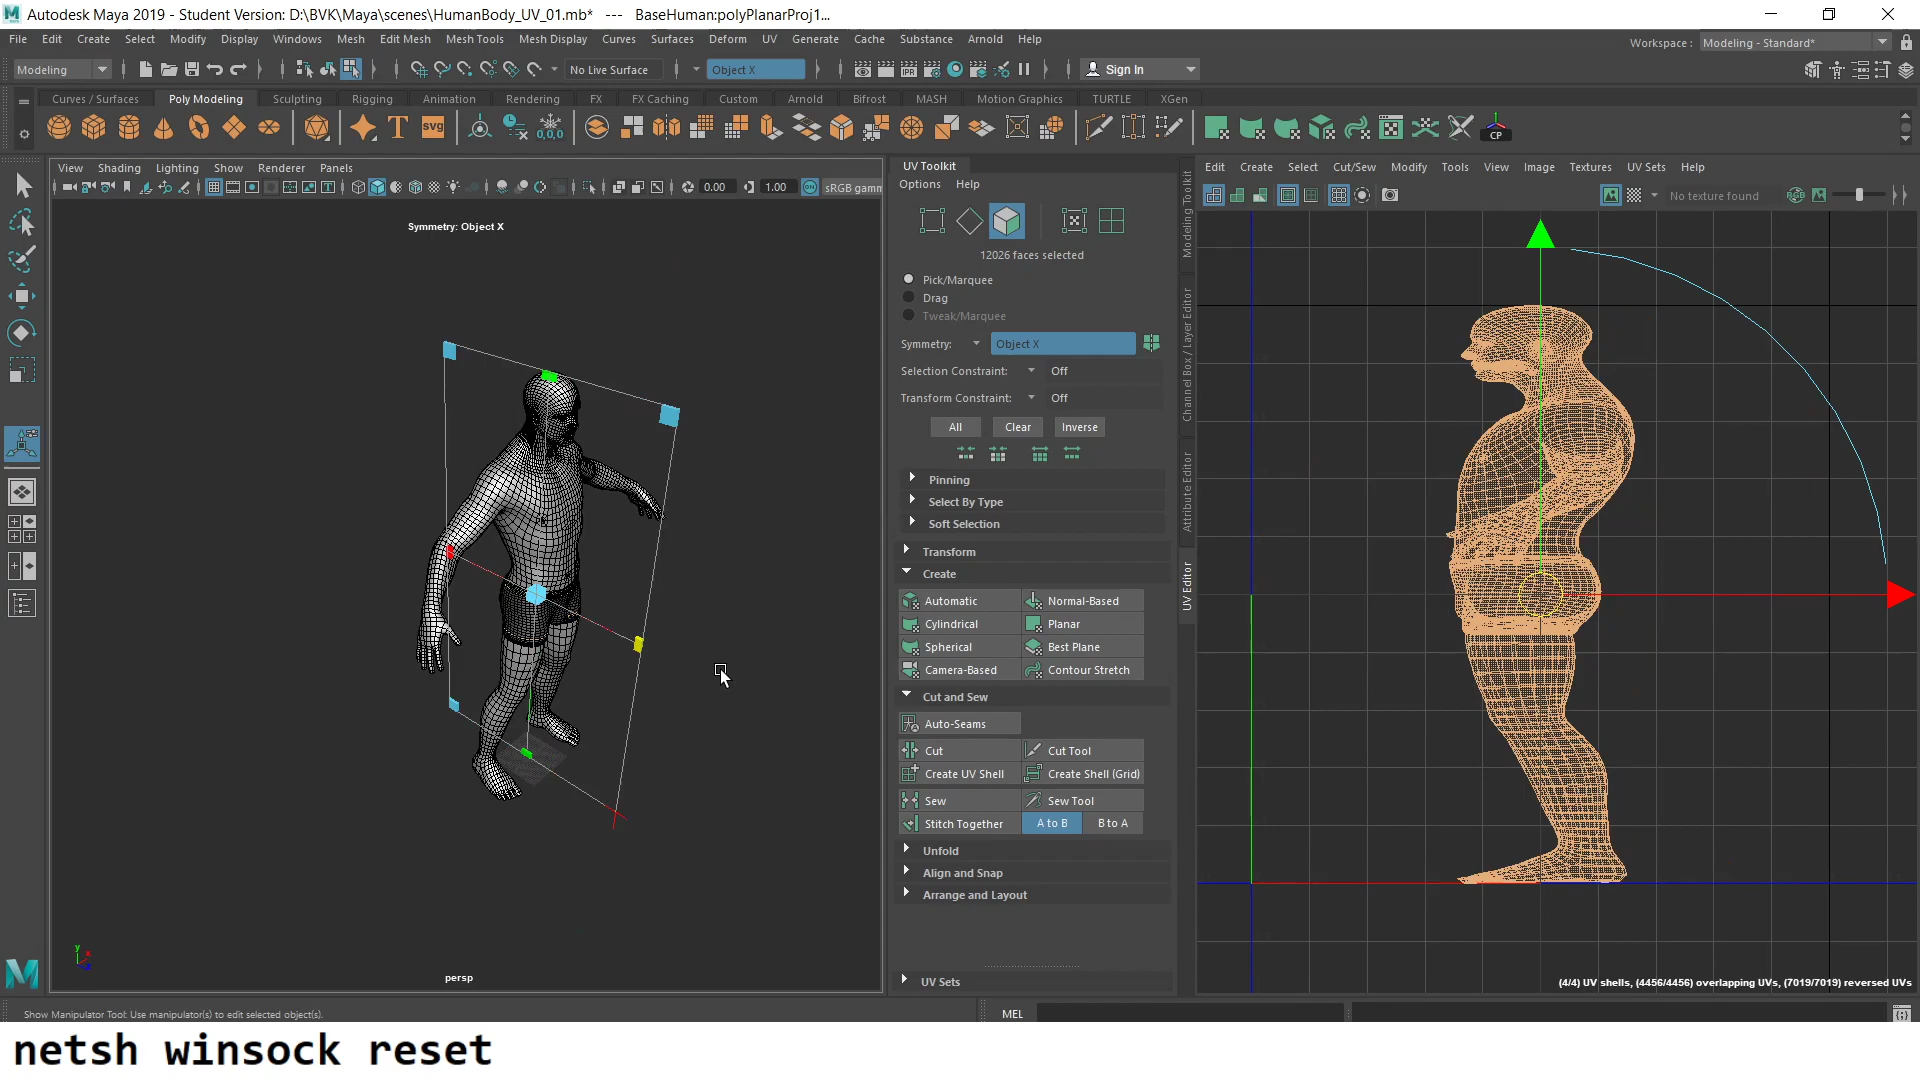 Autodesk Maya 2019 - Student Version: D:\BVK\Maya\scenes\HumanBody_UV_01.mb* --- BaseHuman:polyPlanarProj1...
File Edit Create Select Modify Display Windows Mesh Edit Mesh Mesh Tools Mesh Display Curves Surfaces Deform UV Generate Cache Substance Arnold Help
Workspace : Modeling - Standard*
Modeling No Live Surface Object X Sign In
Curves / Surfaces Poly Modeling Sculpting Rigging Animation Rendering FX FX Caching Custom Arnold Bifrost MASH Motion Graphics TURTLE XGen
SVG 0,0,0 CP
View Shading Lighting Show Renderer Panels
0.00 1.00 ON sRGB gamm
Symmetry: Object X
persp
y x z
UV Toolkit
Options Help
12026 faces selected
Pick/Marquee
Drag
Tweak/Marquee
Symmetry: Object X
Selection Constraint: Off
Transform Constraint: Off
All Clear Inverse
Pinning
Select By Type
Soft Selection
Transform
Create
Automatic Normal-Based
Cylindrical Planar
Spherical Best Plane
Camera-Based Contour Stretch
Cut and Sew
Auto-Seams
Cut Cut Tool
Create UV Shell Create Shell (Grid)
Sew Sew Tool
Stitch Together A to B B to A
Unfold
Align and Snap
Arrange and Layout
UV Sets
Modeling Toolkit
Channel Box / Layer Editor
Attribute Editor
UV Editor
Edit Create Select Cut/Sew Modify Tools View Image Textures UV Sets Help
No texture found
(4/4) UV shells, (4456/4456) overlapping UVs, (7019/7019) reversed UVs
Show Manipulator Tool: Use manipulator(s) to edit selected object(s).
MEL
netsh winsock reset